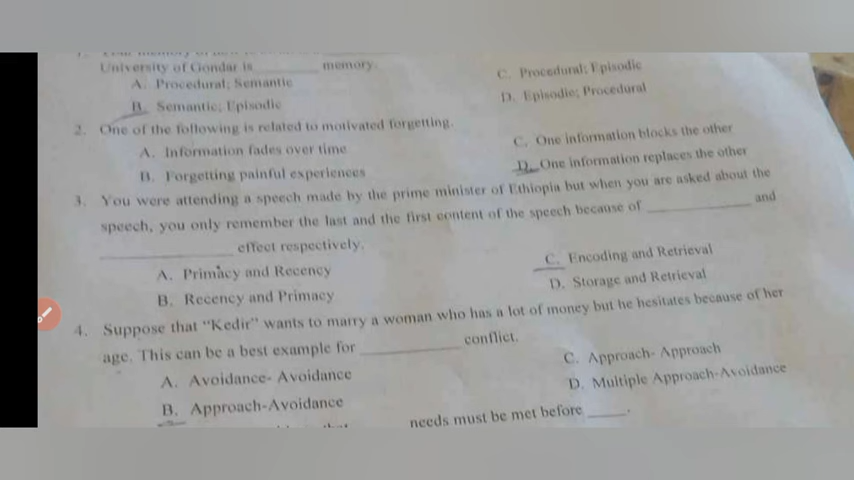 University of Gondar is________ memory.
A. Procedural; Semantic
C. Procedural; Episodic
B. Semantic; Episodic
D. Episodic; Procedural
2. One of the following is related to motivated forgetting.
A. Information fades over time
C. One information blocks the other
B. Forgetting painful experiences
D. One information replaces the other
3. You were attending a speech made by the prime minister of Ethiopia but when you are asked about the
speech, you only remember the last and the first content of the speech because of ____________ and
______________ effect respectively.
A. Primacy and Recency
C. Encoding and Retrieval
B. Recency and Primacy
D. Storage and Retrieval
4. Suppose that “Kedir” wants to marry a woman who has a lot of money but he hesitates because of her
age. This can be a best example for ___________ conflict.
A. Avoidance- Avoidance
C. Approach- Approach
B. Approach-Avoidance
D. Multiple Approach-Avoidance
needs must be met before _____.